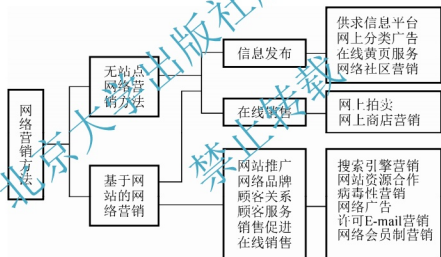 网络营销方法
无站点
网络营
销方法
基于网
站的网
络营销
信息发布
在线销售
网站推广
网络品牌
顾客关系
顾客服务
销售促进
在线销售
供求信息平台
网上分类广告
在线黄页服务
网络社区营销
网上拍卖
网上商店营销
搜索引擎营销
网站资源合作
病毒性营销
网络广告
许可E-mail营销
网络会员制营销
北京大学出版社版
禁止转载